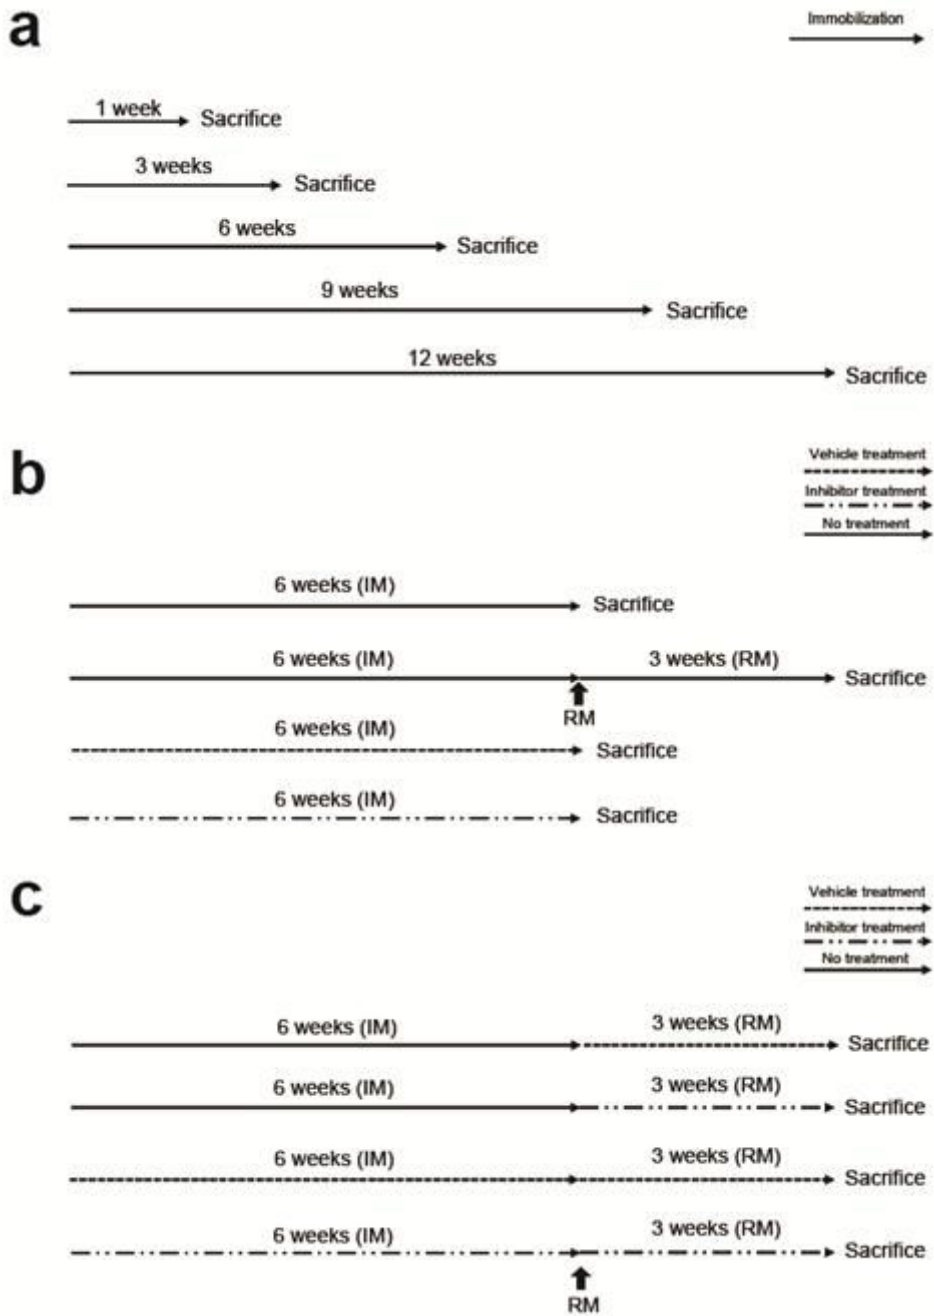 a
Immobilization
1 week
Sacrifice
3 weeks
Sacrifice
6 weeks
Sacrifice
9 weeks
Sacrifice
12 weeks
Sacrifice
b
Vehicle treatment
Inhibitor treatment
No treatment
6 weeks (IM)
Sacrifice
6 weeks (IM) 3 weeks (RM)
Sacrifice
RM
6 weeks (IM)
Sacrifice
6 weeks (IM)
Sacrifice
c
Vehicle treatment
Inhibitor treatment
No treatment
6 weeks (IM) 3 weeks (RM)
Sacrifice
6 weeks (IM) 3 weeks (RM)
Sacrifice
6 weeks (IM) 3 weeks (RM)
Sacrifice
6 weeks (IM) 3 weeks (RM)
Sacrifice
RM